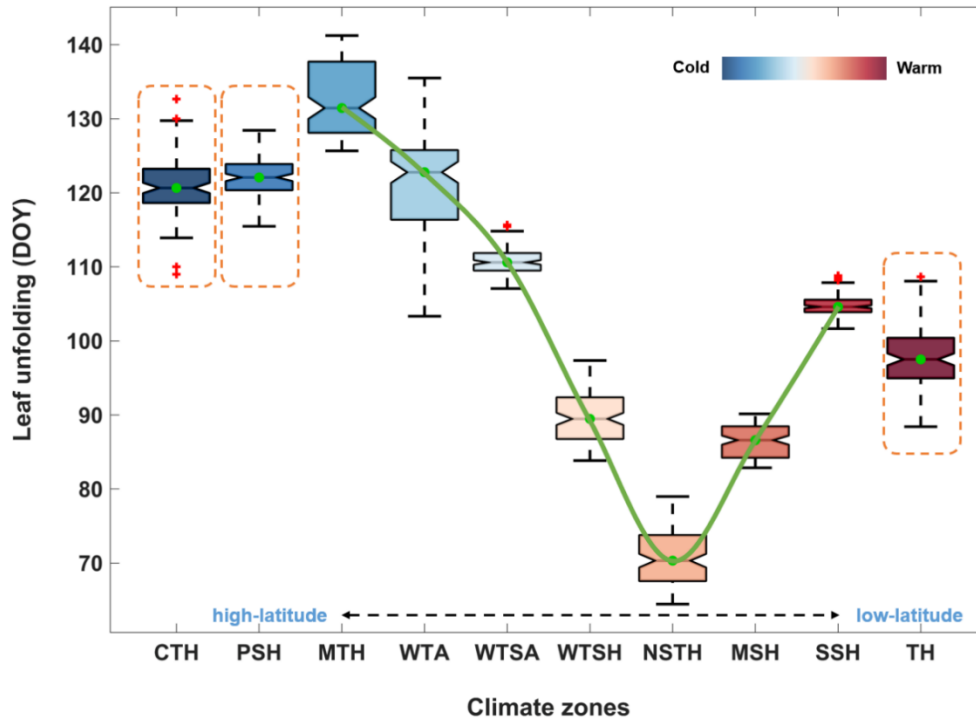 Cold
Warm
140
130
120
110
100
90
80
70
Leaf unfolding (DOY)
high-latitude
low-latitude
CTH
PSH
MTH
WTA
WTSA
WTSH
NSTH
MSH
SSH
TH
Climate zones